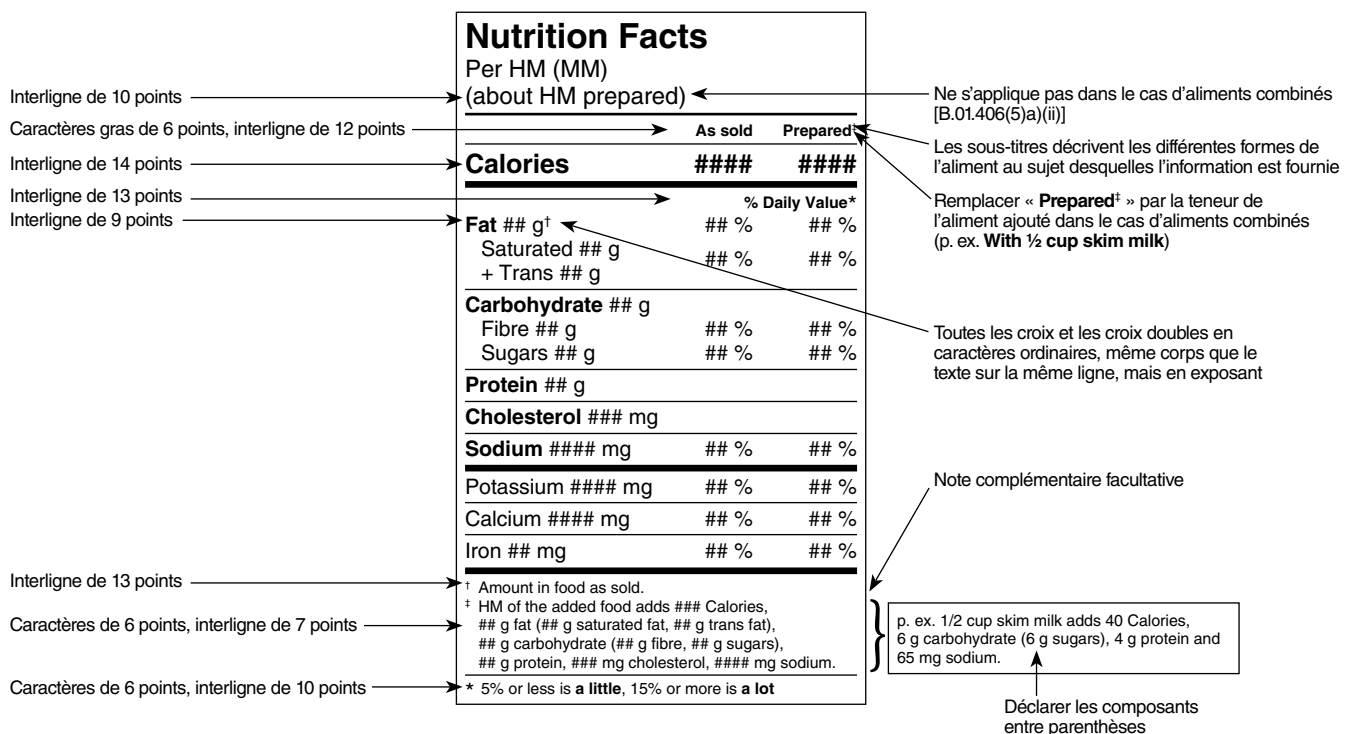 Nutrition Facts
Per HM (MM)
(about HM prepared)
As sold Prepared‡
Calories #### ####
% Daily Value*
Fat ## g† ## % ## %
Saturated ## g
+ Trans ## g
## % ## %
Carbohydrate ## g
Fibre ## g ## % ## %
Sugars ## g ## % ## %
Protein ## g
Cholesterol ### mg
Sodium #### mg ## % ## %
Potassium #### mg ## % ## %
Calcium #### mg ## % ## %
Iron ## mg ## % ## %
† Amount in food as sold.
‡ HM of the added food adds ### Calories,
## g fat (## g saturated fat, ## g trans fat),
## g carbohydrate (## g fibre, ## g sugars),
## g protein, ### mg cholesterol, #### mg sodium.
* 5% or less is a little, 15% or more is a lot
Interligne de 10 points
Caractères gras de 6 points, interligne de 12 points
Interligne de 14 points
Interligne de 13 points
Interligne de 9 points
Interligne de 13 points
Caractères de 6 points, interligne de 7 points
Caractères de 6 points, interligne de 10 points
Ne s'applique pas dans le cas d'aliments combinés
[B.01.406(5)a)(ii)]
Les sous-titres décrivent les différentes formes de
l'aliment au sujet desquelles l'information est fournie
Remplacer « Prepared‡ » par la teneur de
l'aliment ajouté dans le cas d'aliments combinés
(p. ex. With ½ cup skim milk)
Toutes les croix et les croix doubles en
caractères ordinaires, même corps que le
texte sur la même ligne, mais en exposant
Note complémentaire facultative
p. ex. 1/2 cup skim milk adds 40 Calories,
6 g carbohydrate (6 g sugars), 4 g protein and
65 mg sodium.
Déclarer les composants
entre parenthèses